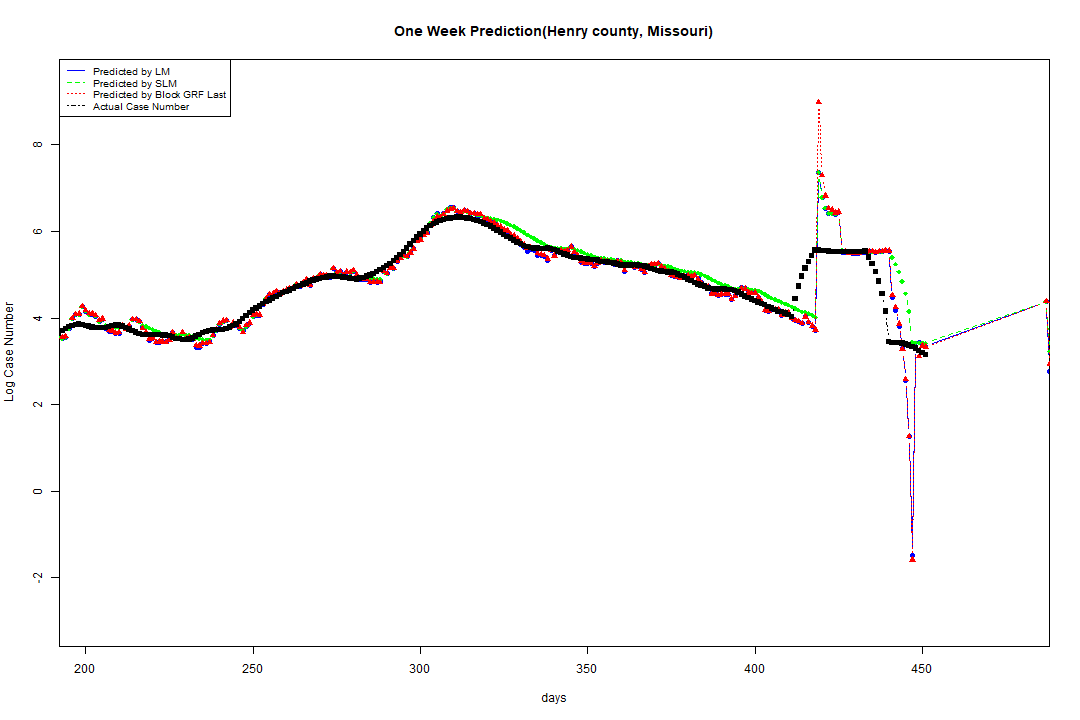 One Week Prediction(Henry county, Missouri)
Predicted by LM
Predicted by SLM
Predicted by Block GRF Last
Actual Case Number
Log Case Number
8
6
4
2
0
-2
200 250 300 350 400 450
days